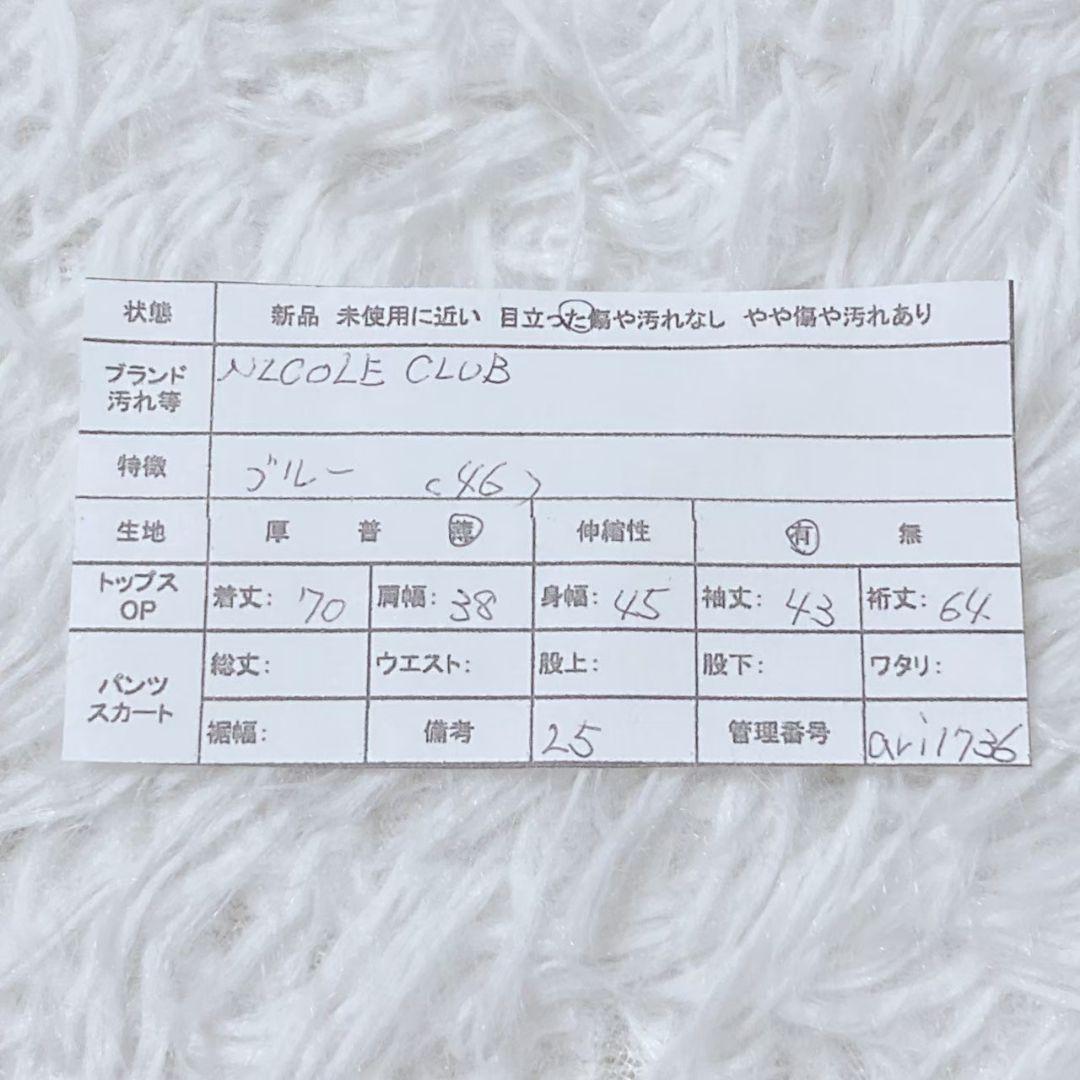 状態 新品 未使用に近い 目立った傷や汚れなし やや傷や汚れあり
ブランド NICOLE CLUB
汚れ等
特徴 ブルー (46)
生地 厚 普 薄 伸縮性 有 無
トップス 着丈: 70 肩幅: 38 身幅: 45 袖丈: 43 裄丈: 64
OP
総丈: ウエスト: 股上: 股下: ワタリ:
パンツ
スカート
裾幅: 備考 25 管理番号 ari1736